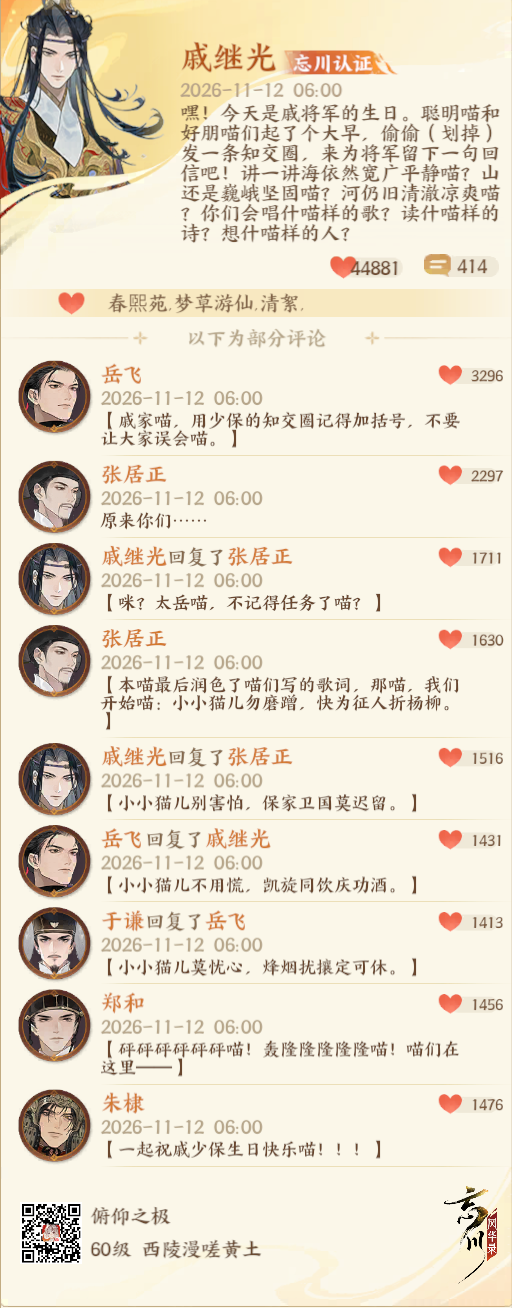 戚继光 忘川认证
2026-11-12 06:00
嘿！今天是戚将军的生日。聪明喵和
好朋喵们起了个大早，偷偷（划掉）
发一条知交圈，来为将军留下一句回
信吧！讲一讲海依然宽广平静喵？山
还是巍峨坚固喵？河仍旧清澈凉爽喵
？你们会唱什喵样的歌？读什喵样的
诗？想什喵样的人？
44881 414
春熙苑,梦草游仙,清絮,
以下为部分评论
岳飞 3296
2026-11-12 06:00
【 戚家喵，用少保的知交圈记得加括号，不要
让大家误会喵。 】
张居正 2297
2026-11-12 06:00
原来你们……
戚继光回复了张居正 1711
2026-11-12 06:00
【 咪？太岳喵，不记得任务了喵？ 】
张居正 1630
2026-11-12 06:00
【 本喵最后润色了喵们写的歌词，那喵，我们
开始喵：小小猫儿勿磨蹭，快为征人折杨柳。
】
戚继光回复了张居正 1516
2026-11-12 06:00
【 小小猫儿别害怕，保家卫国莫迟留。 】
岳飞回复了戚继光 1431
2026-11-12 06:00
【 小小猫儿不用慌，凯旋同饮庆功酒。 】
于谦回复了岳飞 1413
2026-11-12 06:00
【 小小猫儿莫忧心，烽烟扰攘定可休。 】
郑和 1456
2026-11-12 06:00
【 砰砰砰砰砰砰喵！轰隆隆隆隆隆喵！喵们在
这里—— 】
朱棣 1476
2026-11-12 06:00
【 一起祝戚少保生日快乐喵！！！ 】
俯仰之极
60级 西陵漫嗟黄土
忘川
风华录